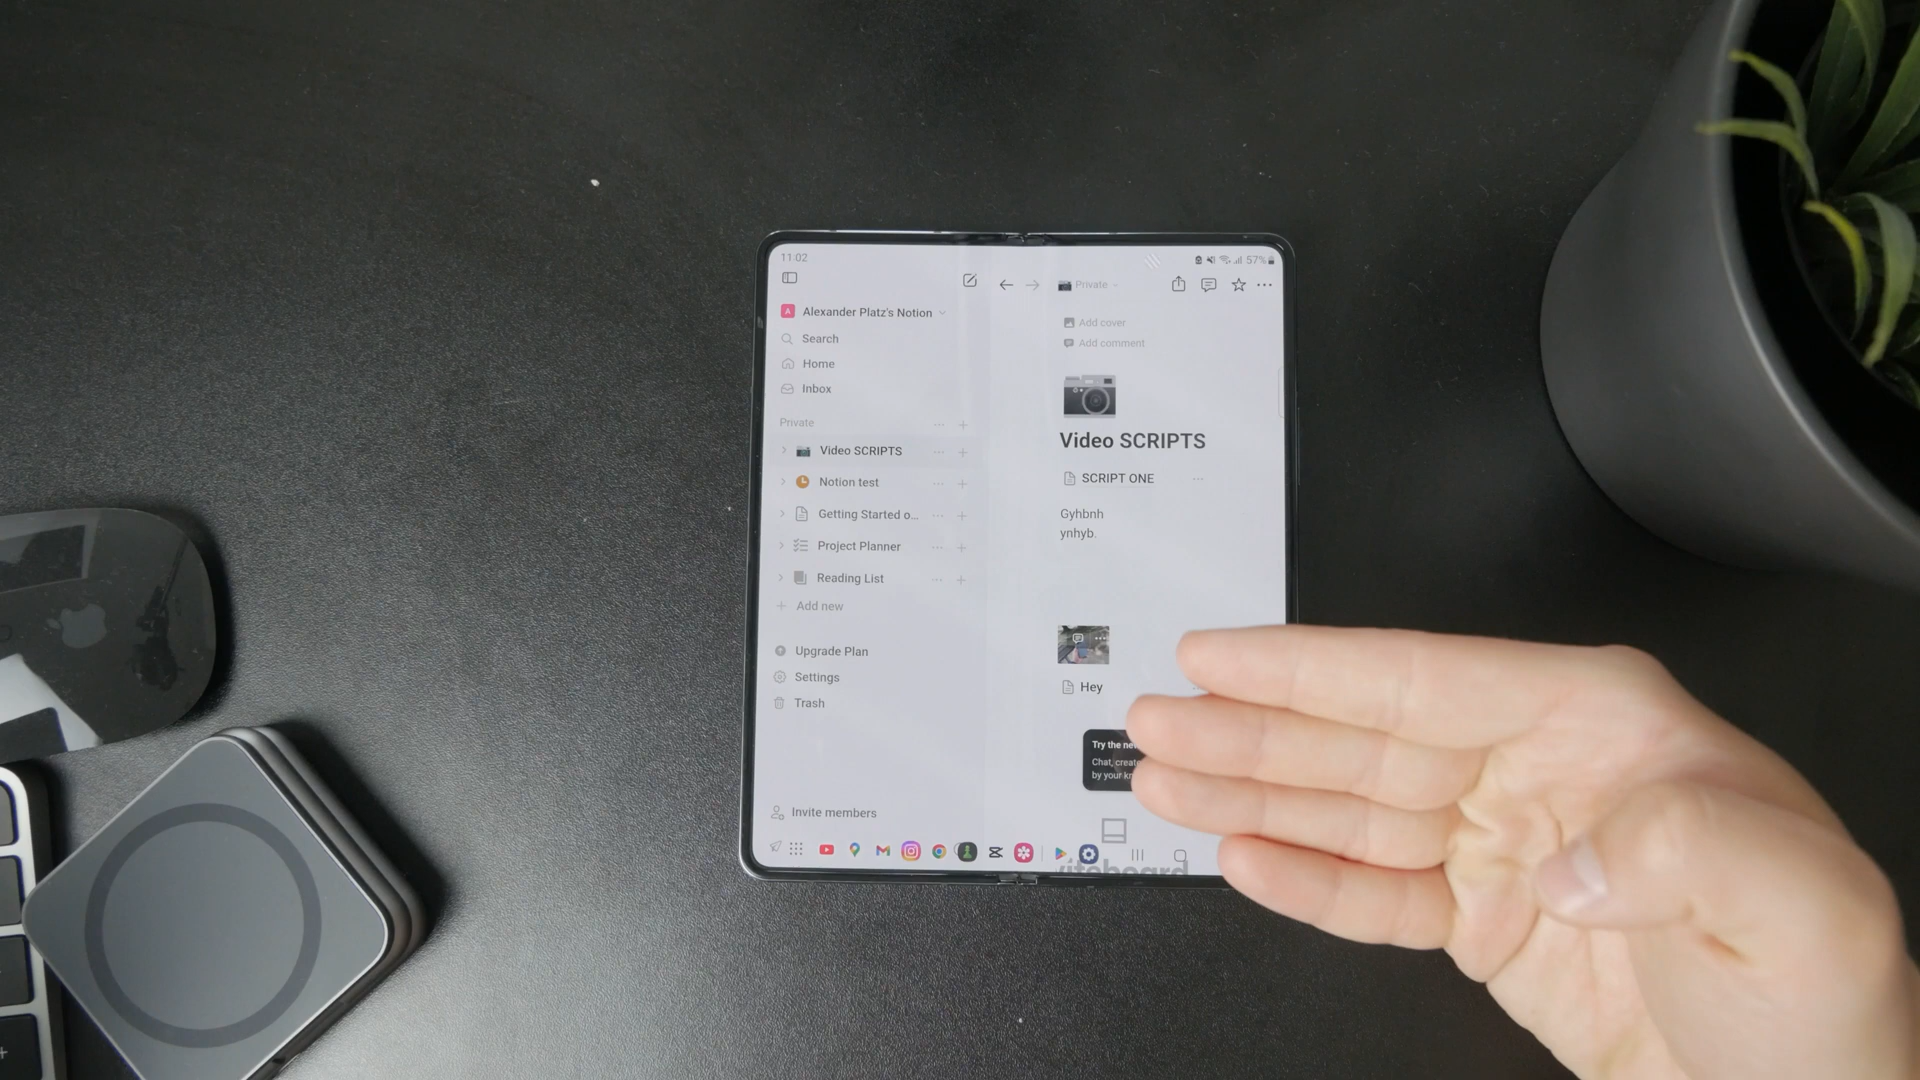 11:02
57%
Alexander Platz's Notion
Search
Home
Inbox
Private
Video SCRIPTS
Notion test
Getting Started o...
Project Planner
Reading List
Add new
Upgrade Plan
Settings
Trash
Invite members
Private
Add cover
Add comment
Video SCRIPTS
SCRIPT ONE
Gyhbnh
ynhyb.
Hey
Try the
Chat, create
by your